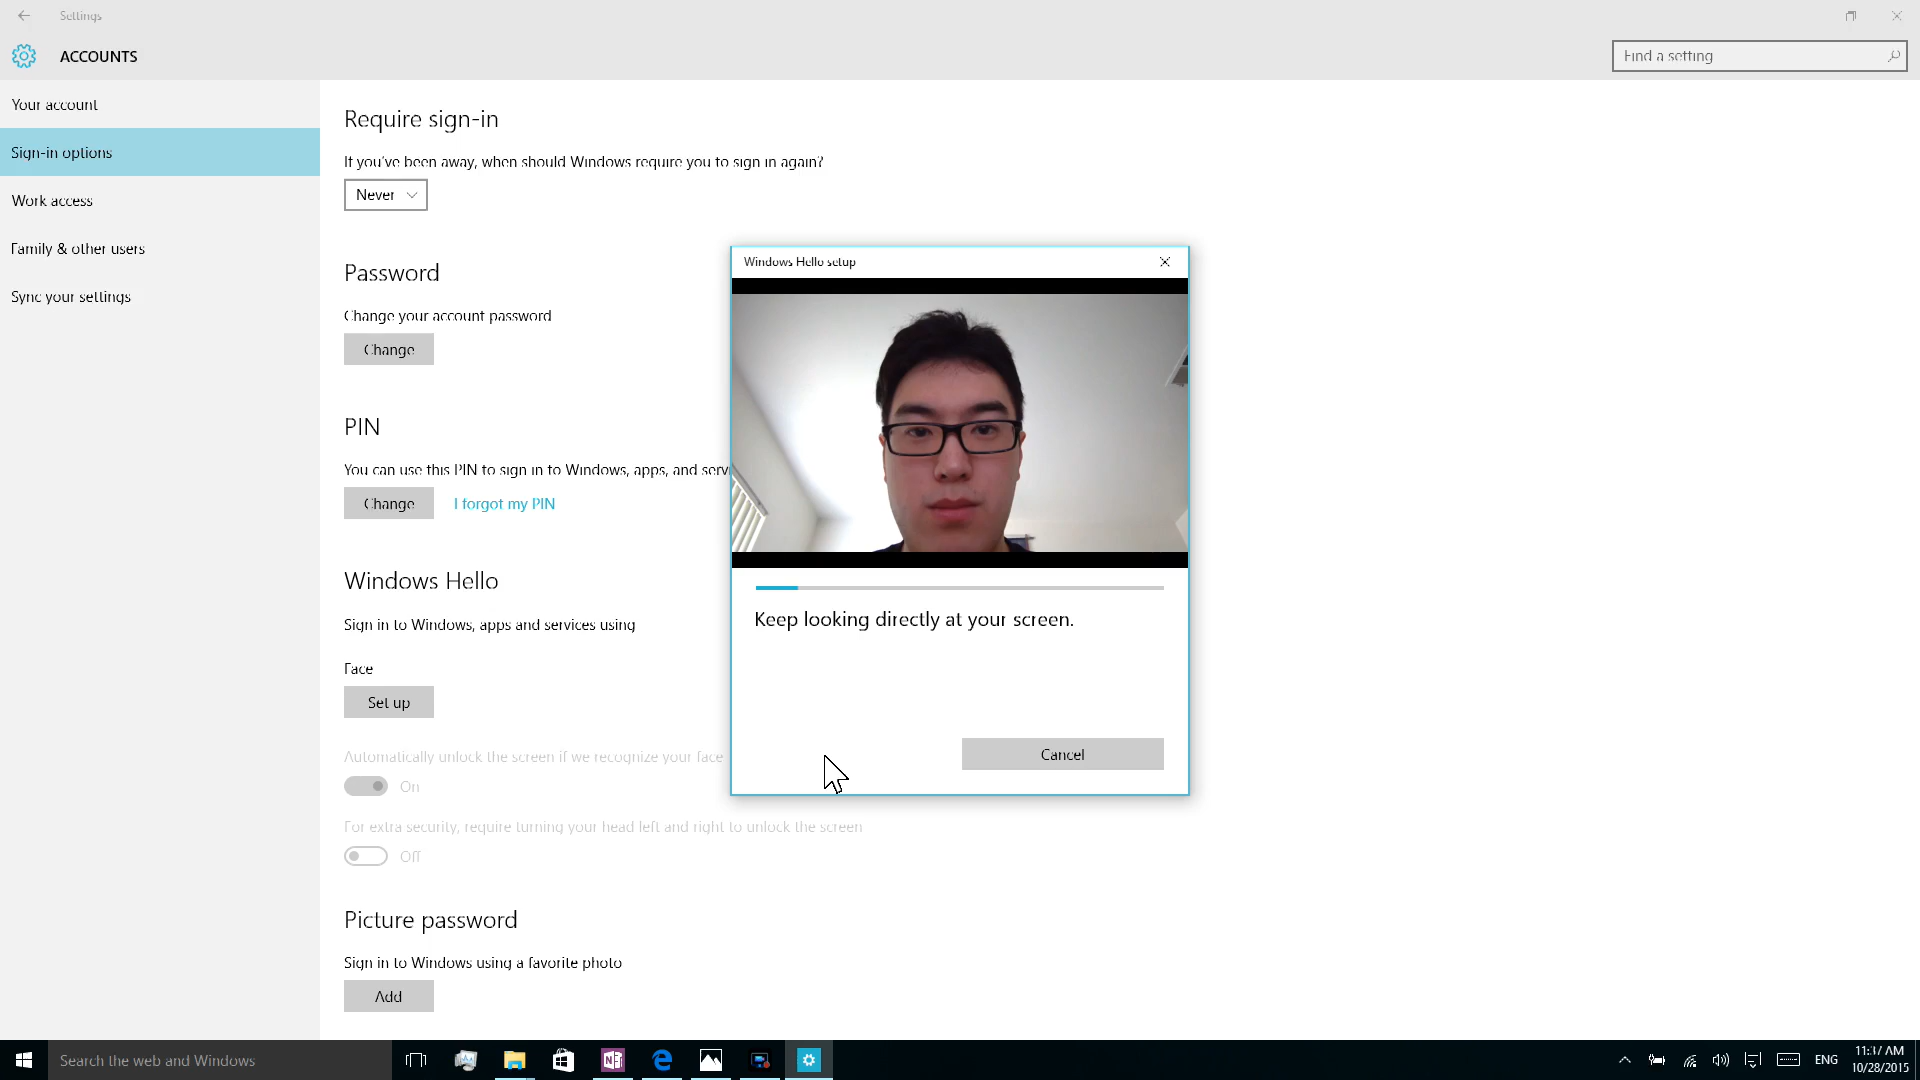 Settings
ACCOUNTS
Find a setting
Your account
Sign-in options
Work access
Family & other users
Sync your settings
Require sign-in
If you've been away, when should Windows require you to sign in again?
Never
Password
Change your account password
Change
PIN
You can use this PIN to sign in to Windows, apps, and serv
Change
I forgot my PIN
Windows Hello
Sign in to Windows, apps and services using
Face
Set up
Automatically unlock the screen if we recognize your face
On
For extra security, require turning your head left and right to unlock the screen
Off
Picture password
Sign in to Windows using a favorite photo
Add
Windows Hello setup
Keep looking directly at your screen.
Cancel
Search the web and Windows
N
ENG
11:37 AM
10/28/2015